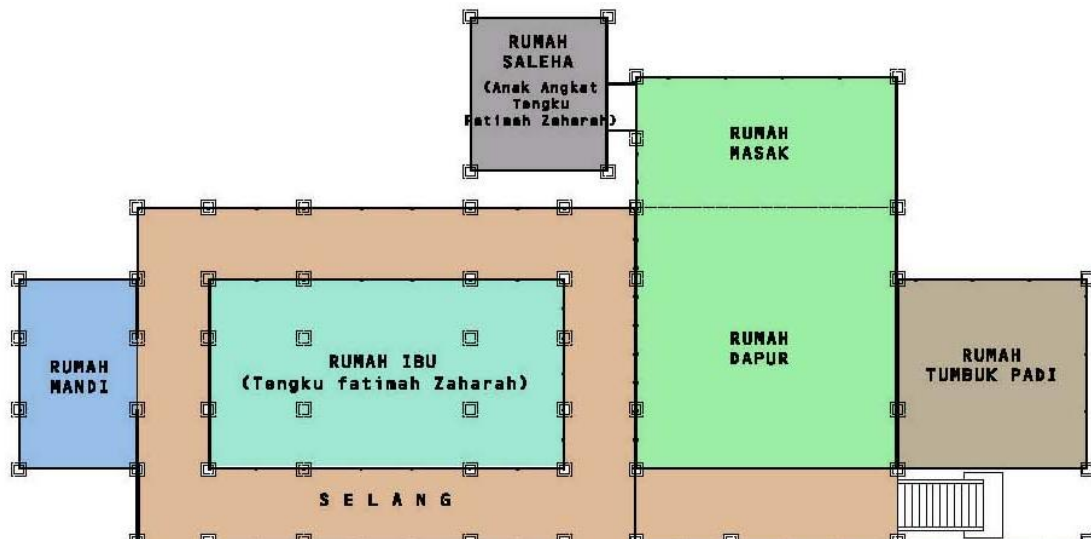 RUMAH
SALEHA
(Anak Angkat
Tengku
Fatimah Zaharah)
RUMAH
MASAK
RUMAH
MANDI
RUMAH IBU
(Tengku fatimah Zaharah)
RUMAH
DAPUR
RUMAH
TUMBUK PADI
SELANG